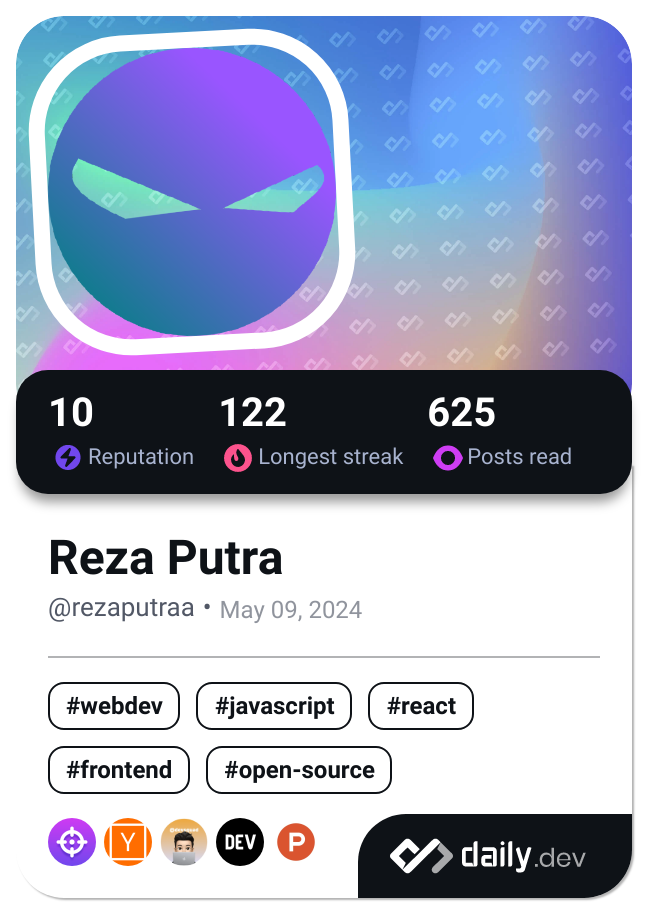 10 122 625
Reputation Longest streak Posts read
Reza Putra
@rezaputraa • May 09, 2024
#webdev #javascript #react
#frontend #open-source
Y DEV P
daily.dev